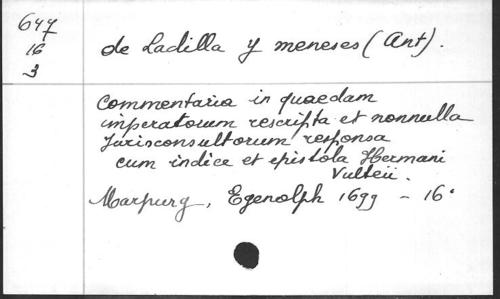 647
16
3
de Ladilla y meneses (Ant).
Commentaria in quaedam
imperatorum rescripta et nonnulla
Jurisconsultorum responsa
cum indice et epistola Hermani
Vulteii.
Marpurg, Egenolph 1699 - 16°